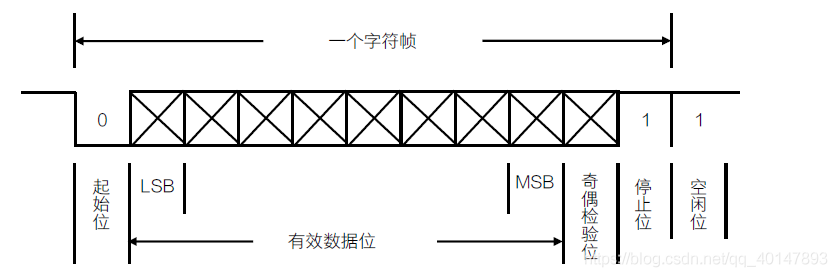 一个字符帧
0
1
1
起始位
LSB
MSB
奇偶检验位
停止位
空闲位
有效数据位
https://blog.csdn.net/qq_40147893